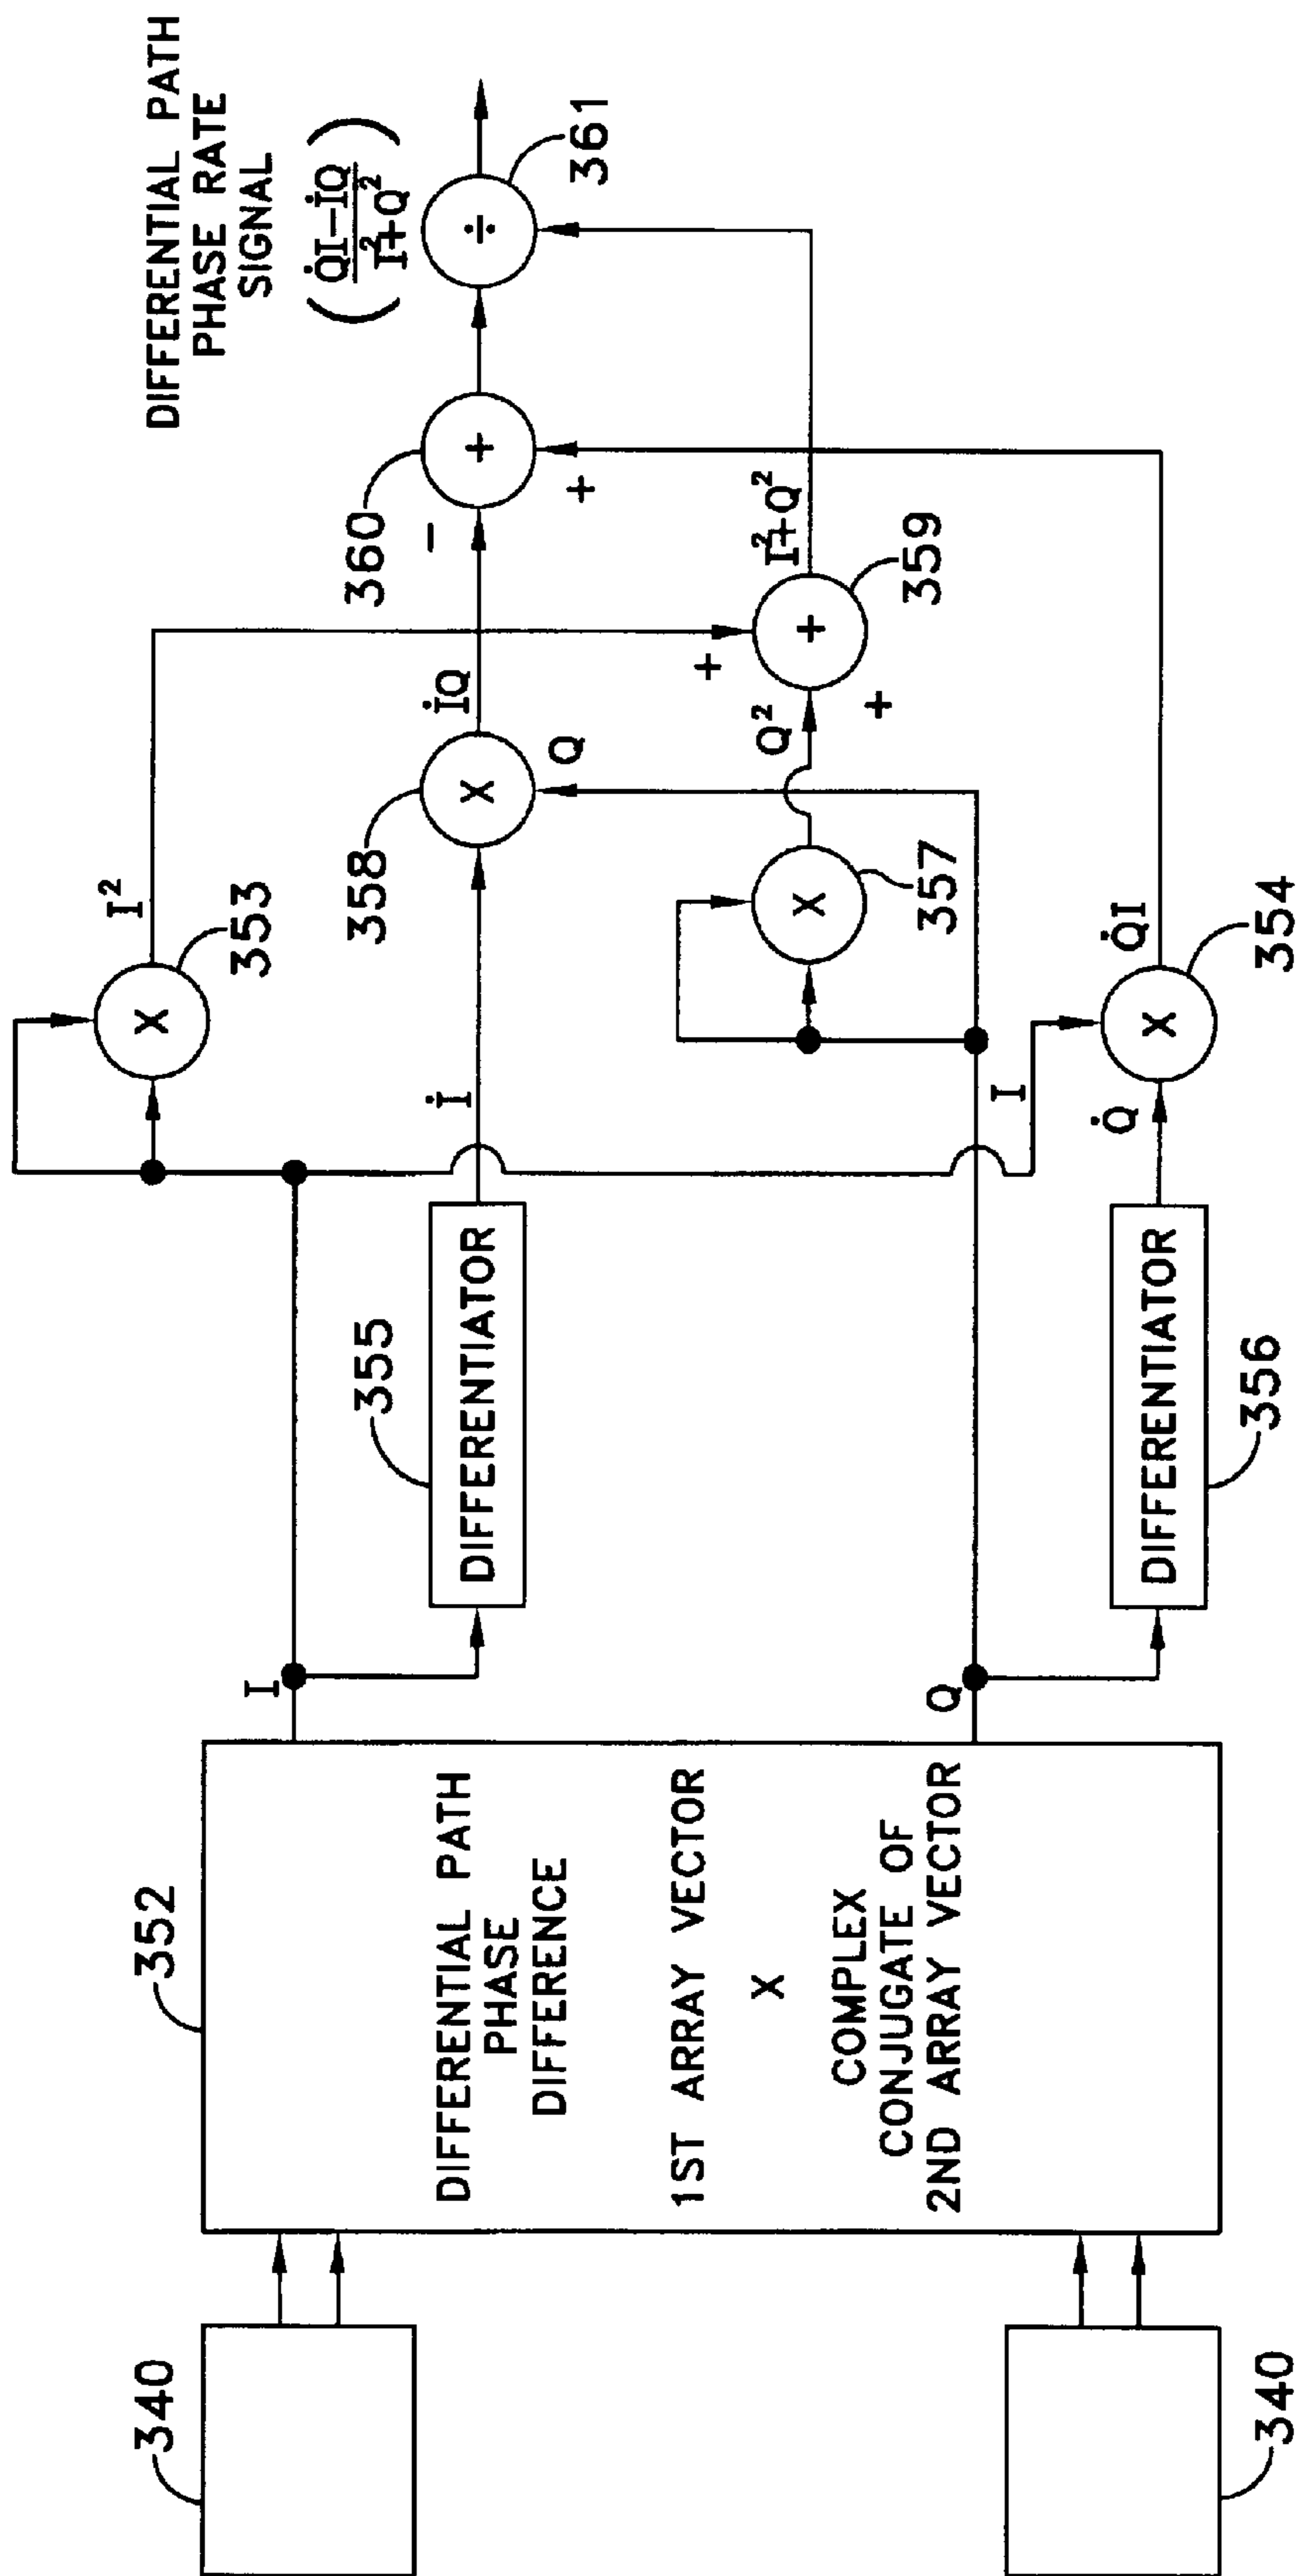 340
340
352
DIFFERENTIAL PATH
PHASE
DIFFERENCE
1ST ARRAY VECTOR
X
COMPLEX
CONJUGATE OF
2ND ARRAY VECTOR
I
Q
355
DIFFERENTIATOR
356
DIFFERENTIATOR
İ
I
Q̇
X
353
I²
X
354
Q̇I
X
357
Q²
X
358
Q
İQ
+
+
+
359
I²+Q²
360
−
+
+
÷
361
DIFFERENTIAL PATH
PHASE RATE
SIGNAL
(Q̇I−İQ
I²+Q²)